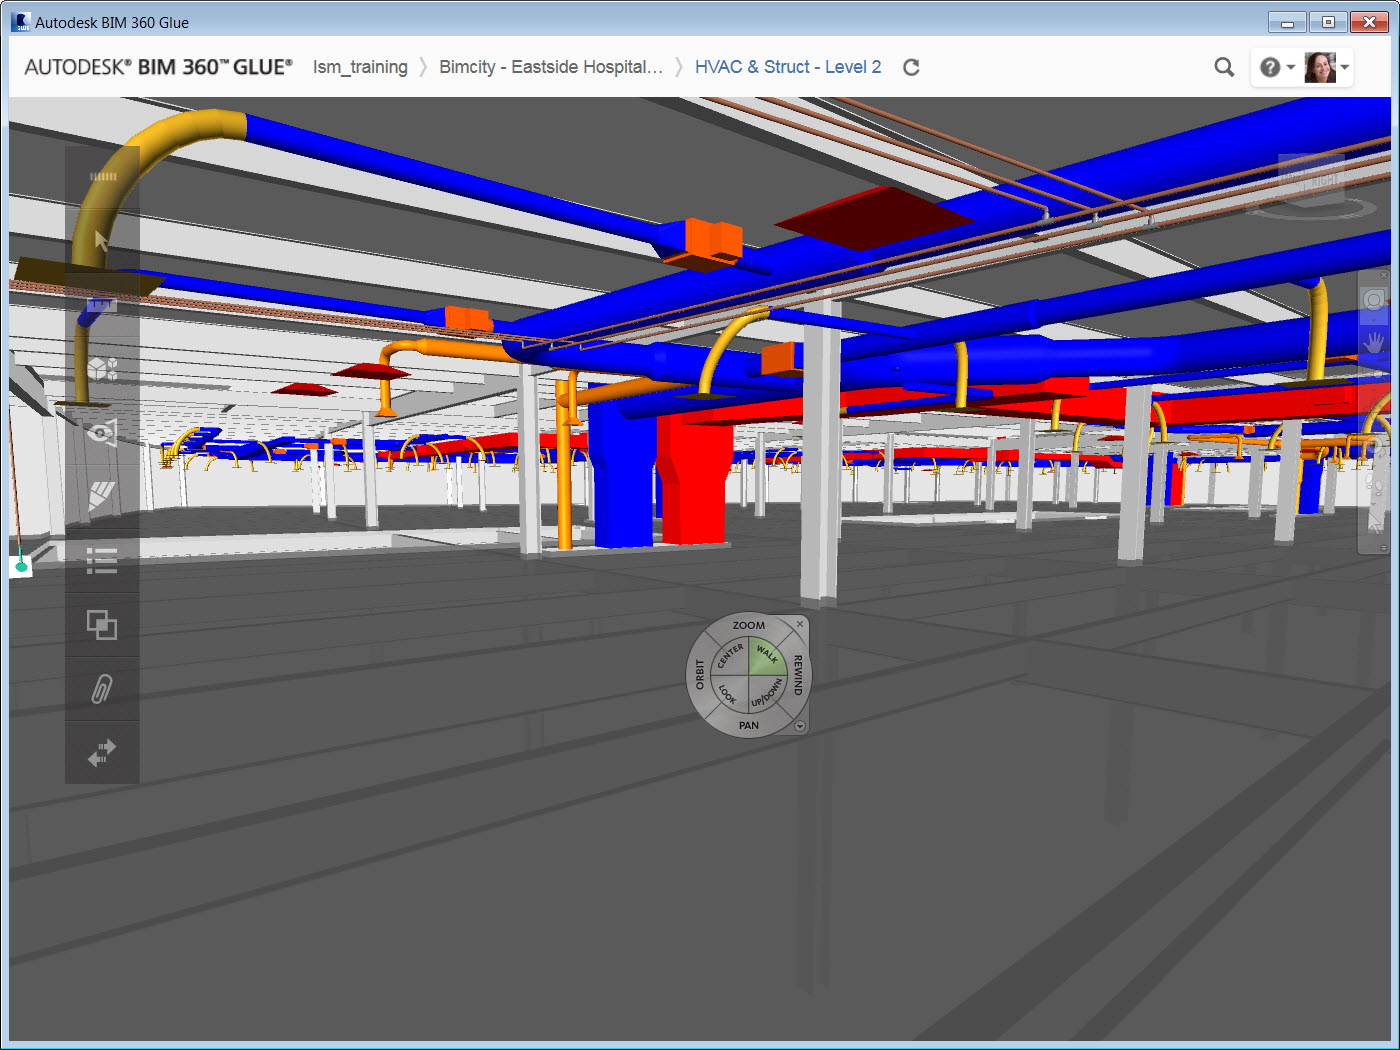 Autodesk BIM 360 Glue
AUTODESK® BIM 360™ GLUE® lsm_training Bimcity - Eastside Hospital... HVAC & Struct - Level 2
RIGHT
ZOOM
CENTER
WALK
ORBIT
REWIND
LOOK
UP/DOWN
PAN